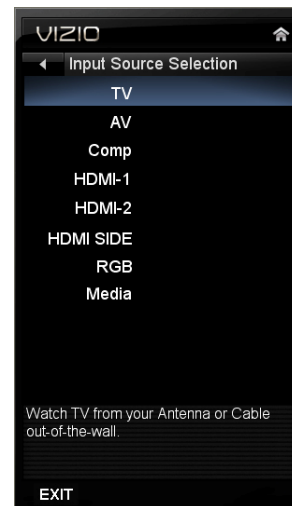 VIZIO
Input Source Selection
TV
AV
Comp
HDMI-1
HDMI-2
HDMI SIDE
RGB
Media
Watch TV from your Antenna or Cable
out-of-the-wall.
EXIT